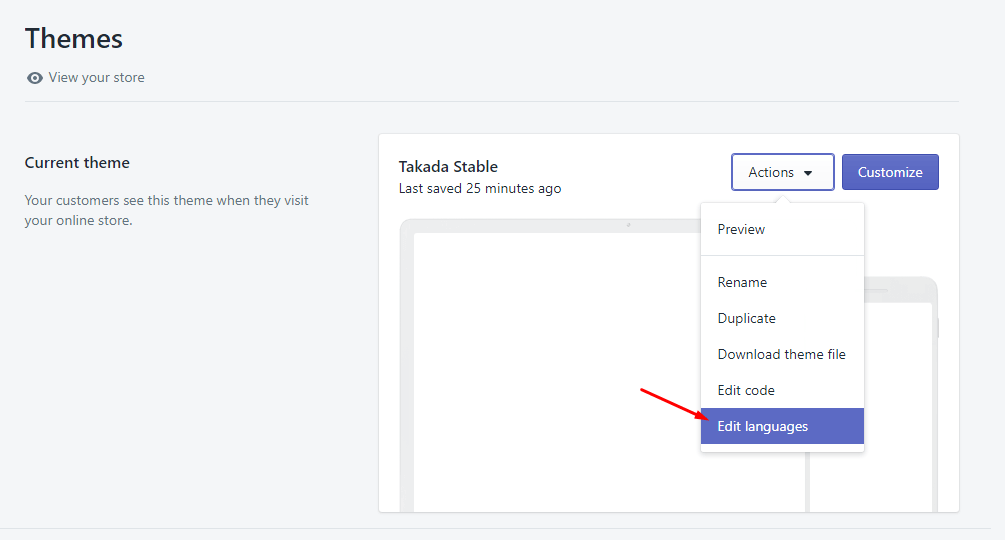 Themes
View your store
Current theme
Your customers see this theme when they visit
your online store.
Takada Stable
Last saved 25 minutes ago
Actions
Customize
Preview
Rename
Duplicate
Download theme file
Edit code
Edit languages